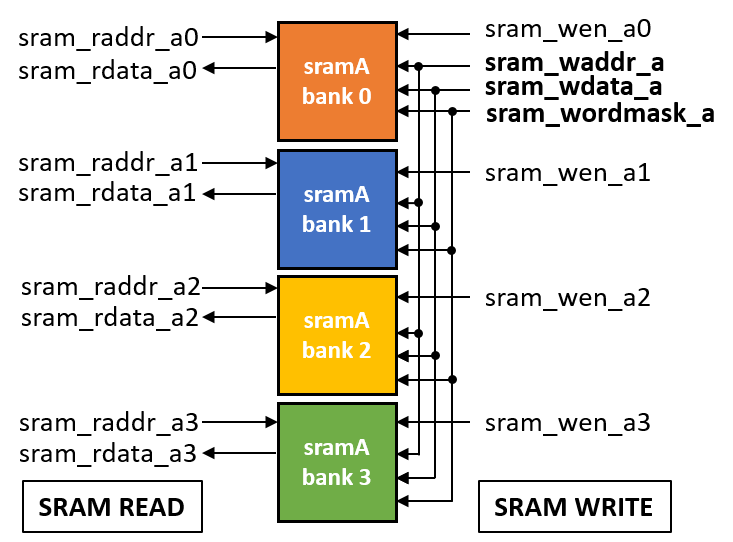 sram_raddr_a0
sram_rdata_a0
sramA
bank 0
sram_wen_a0
sram_waddr_a
sram_wdata_a
sram_wordmask_a
sram_raddr_a1
sram_rdata_a1
sramA
bank 1
sram_wen_a1
sram_raddr_a2
sram_rdata_a2
sramA
bank 2
sram_wen_a2
sram_raddr_a3
sram_rdata_a3
sramA
bank 3
sram_wen_a3
SRAM READ
SRAM WRITE